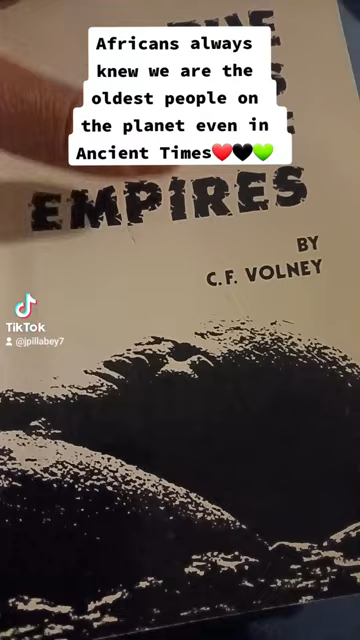 Africans always
knew we are the
oldest people on
the planet even in
Ancient Times❤️🖤💚
EMPIRES
BY
C.F. VOLNEY
TikTok
@jpillabey7